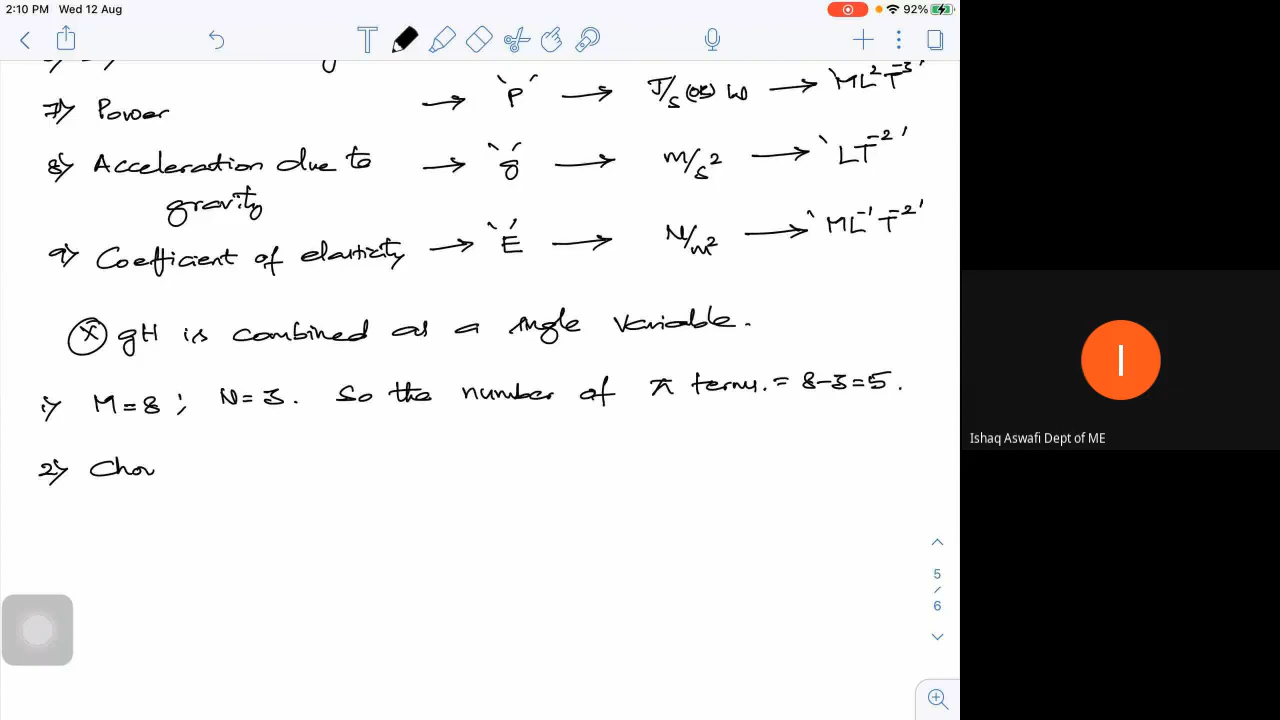 2:10 PM Wed 12 Aug
92%
7) Power → 'P' → J/s (or) W → 'ML²T⁻³'
8) Acceleration due to gravity → 'g' → m/s² → 'LT⁻²'
9) Coefficient of elasticity → 'E' → N/m² → 'ML⁻¹T⁻²'
* gH is combined as a single variable.
1) M = 8 ; N = 3. So the number of π terms. = 8-3=5.
2) Choo
5
/
6
I
Ishaq Aswafi Dept of ME